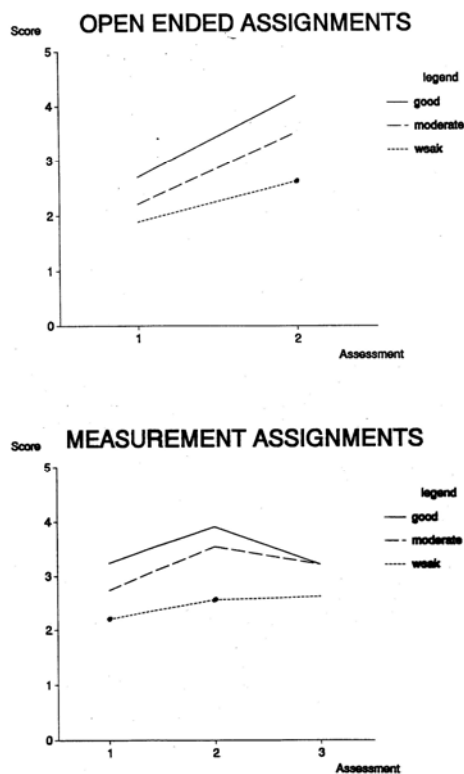 OPEN ENDED ASSIGNMENTS
Score
5
4
3
2
1
0
1
2
Assessment
legend
good
moderate
weak
MEASUREMENT ASSIGNMENTS
Score
5
4
3
2
1
0
1
2
3
Assessment
legend
good
moderate
weak